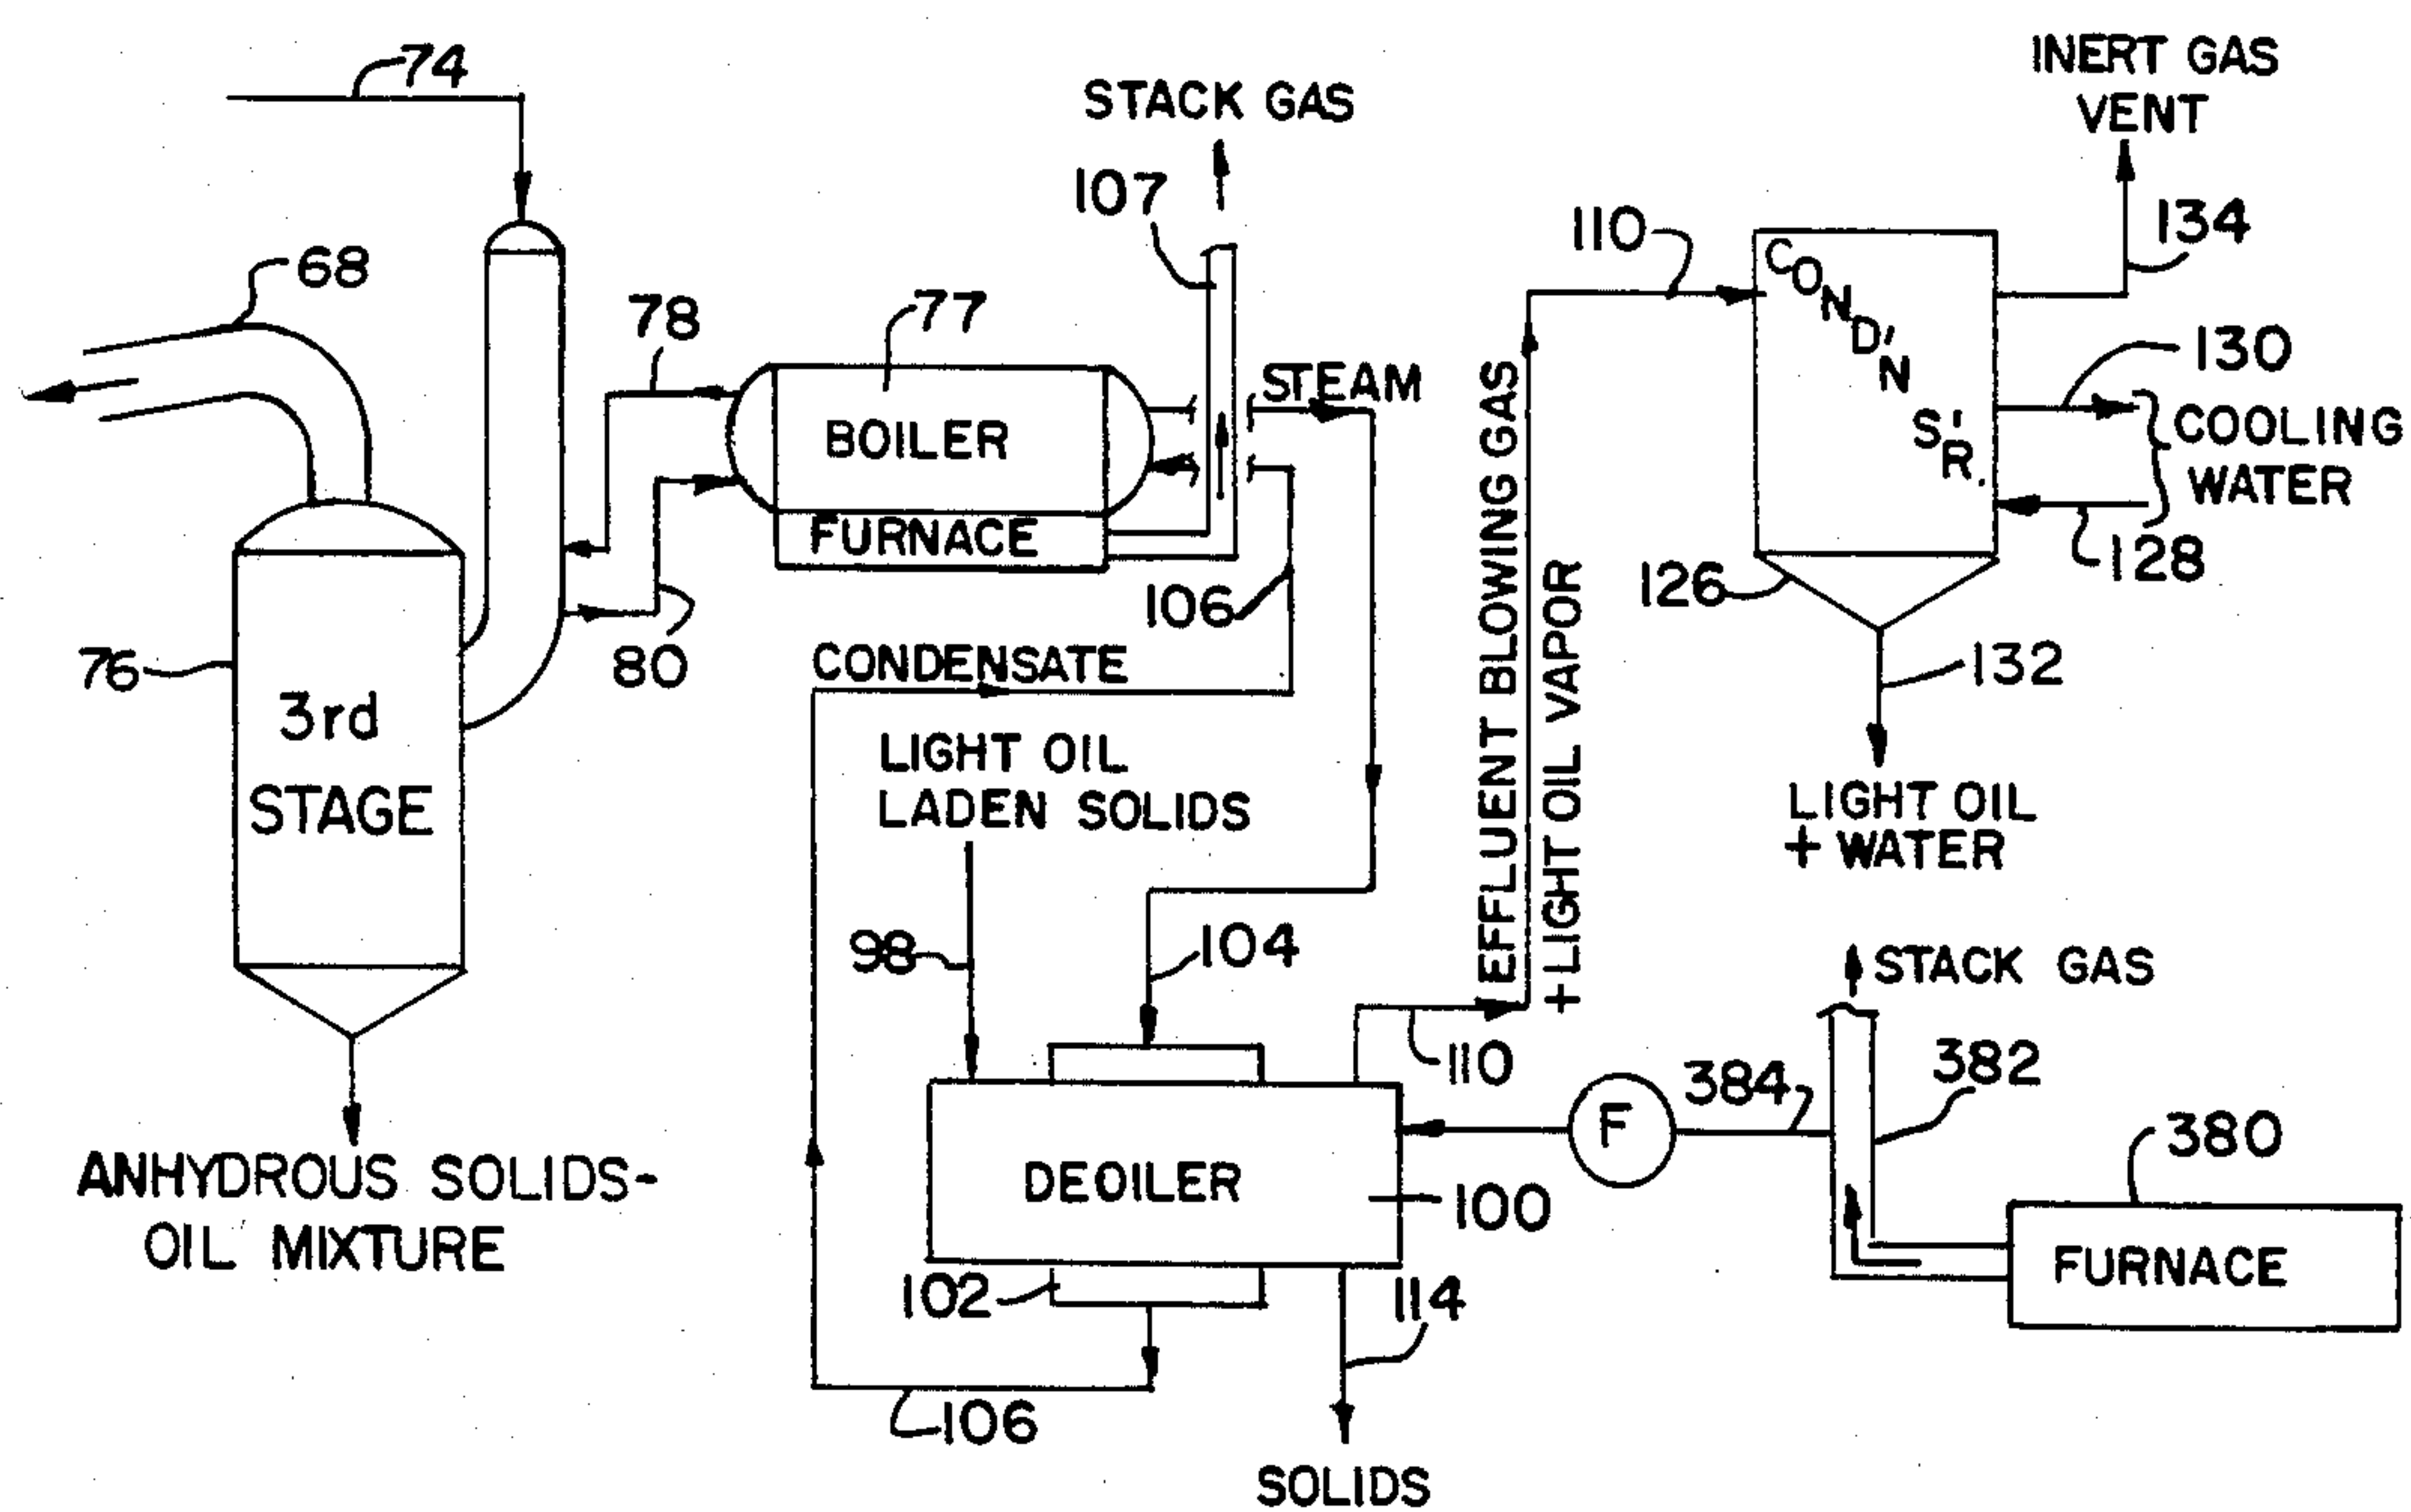 74
STACK GAS
INERT GAS
VENT
107
68
110
134
78
77
COND'NS'R.
130
STEAM
BOILER
COOLING
WATER
FURNACE
128
126
106
EFFLUENT BLOWING GAS
+ LIGHT OIL VAPOR
76
80
CONDENSATE
132
3rd
STAGE
LIGHT OIL
LADEN SOLIDS
LIGHT OIL
+ WATER
98
104
STACK GAS
110
384
382
F
380
ANHYDROUS SOLIDS-
OIL MIXTURE
DEOILER
100
FURNACE
102
114
106
SOLIDS